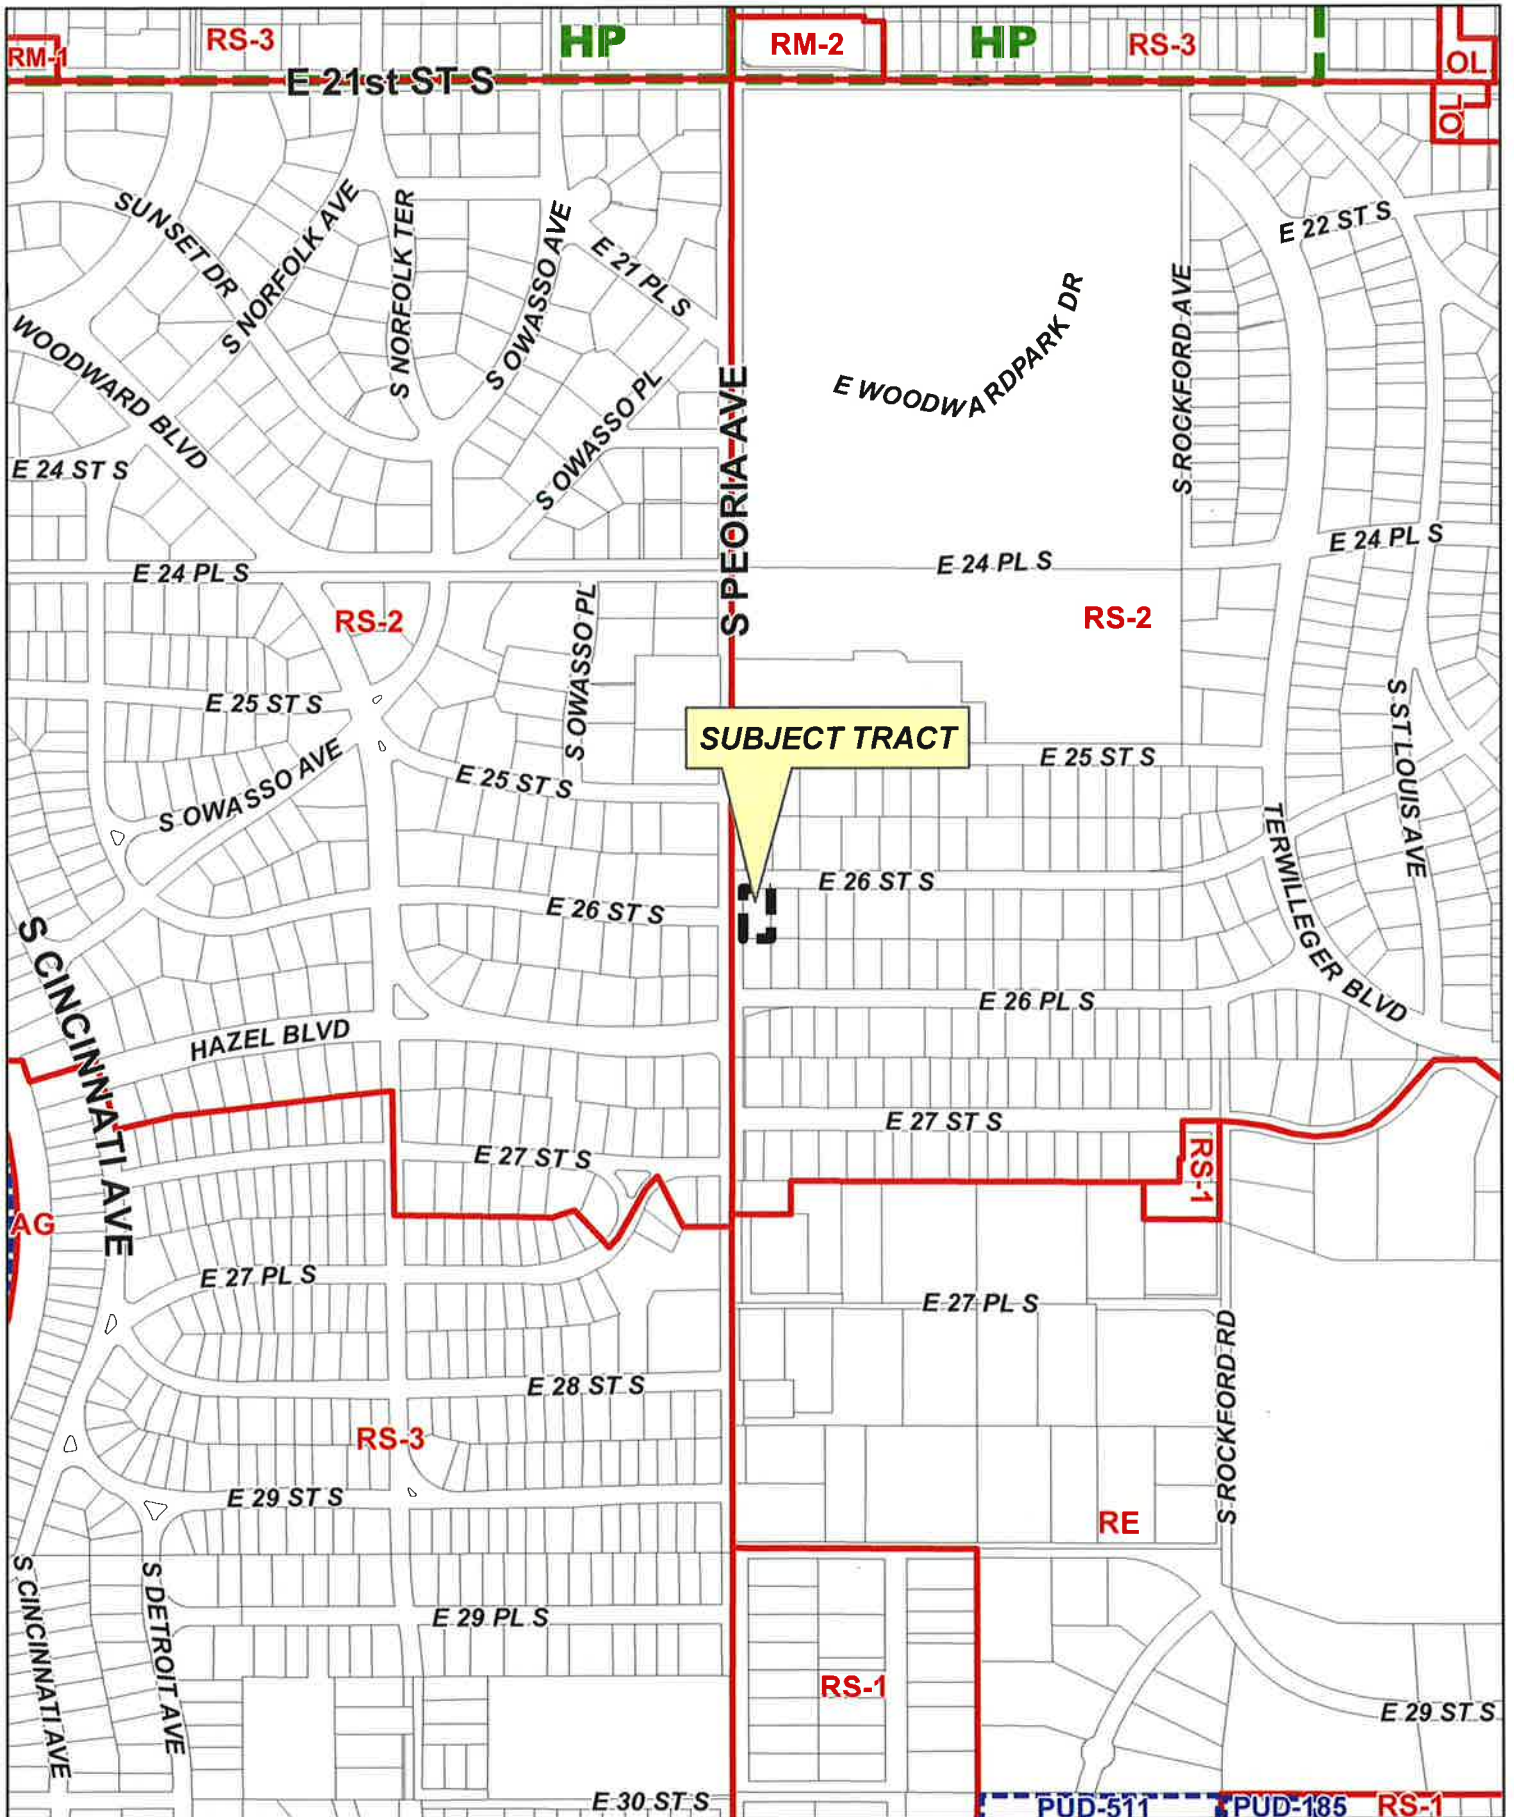 RM-1
RS-3
HP
RM-2
HP
RS-3
OL
E 21st ST S
OL
SUNSET DR
S NORFOLK AVE
S NORFOLK TER
S OWASSO AVE
E 21 PL S
E 22 ST S
WOODWARD BLVD
S OWASSO PL
S PEORIA AVE
E WOODWARDPARK DR
S ROCKFORD AVE
E 24 ST S
E 24 PL S
E 24 PL S
E 24 PL S
RS-2
S OWASSO PL
RS-2
E 25 ST S
S OWASSO AVE
E 25 ST S
SUBJECT TRACT
E 25 ST S
S ST LOUIS AVE
TERWILLEGER BLVD
E 26 ST S
E 26 ST S
S CINCINNATI AVE
HAZEL BLVD
E 26 PL S
E 27 ST S
E 27 ST S
RS-1
AG
E 27 PL S
E 27 PL S
S ROCKFORD RD
E 28 ST S
RS-3
E 29 ST S
RE
S CINCINNATI AVE
S DETROIT AVE
E 29 PL S
RS-1
E 29 ST S
E 30 ST S
PUD-511
PUD-185
RS-1